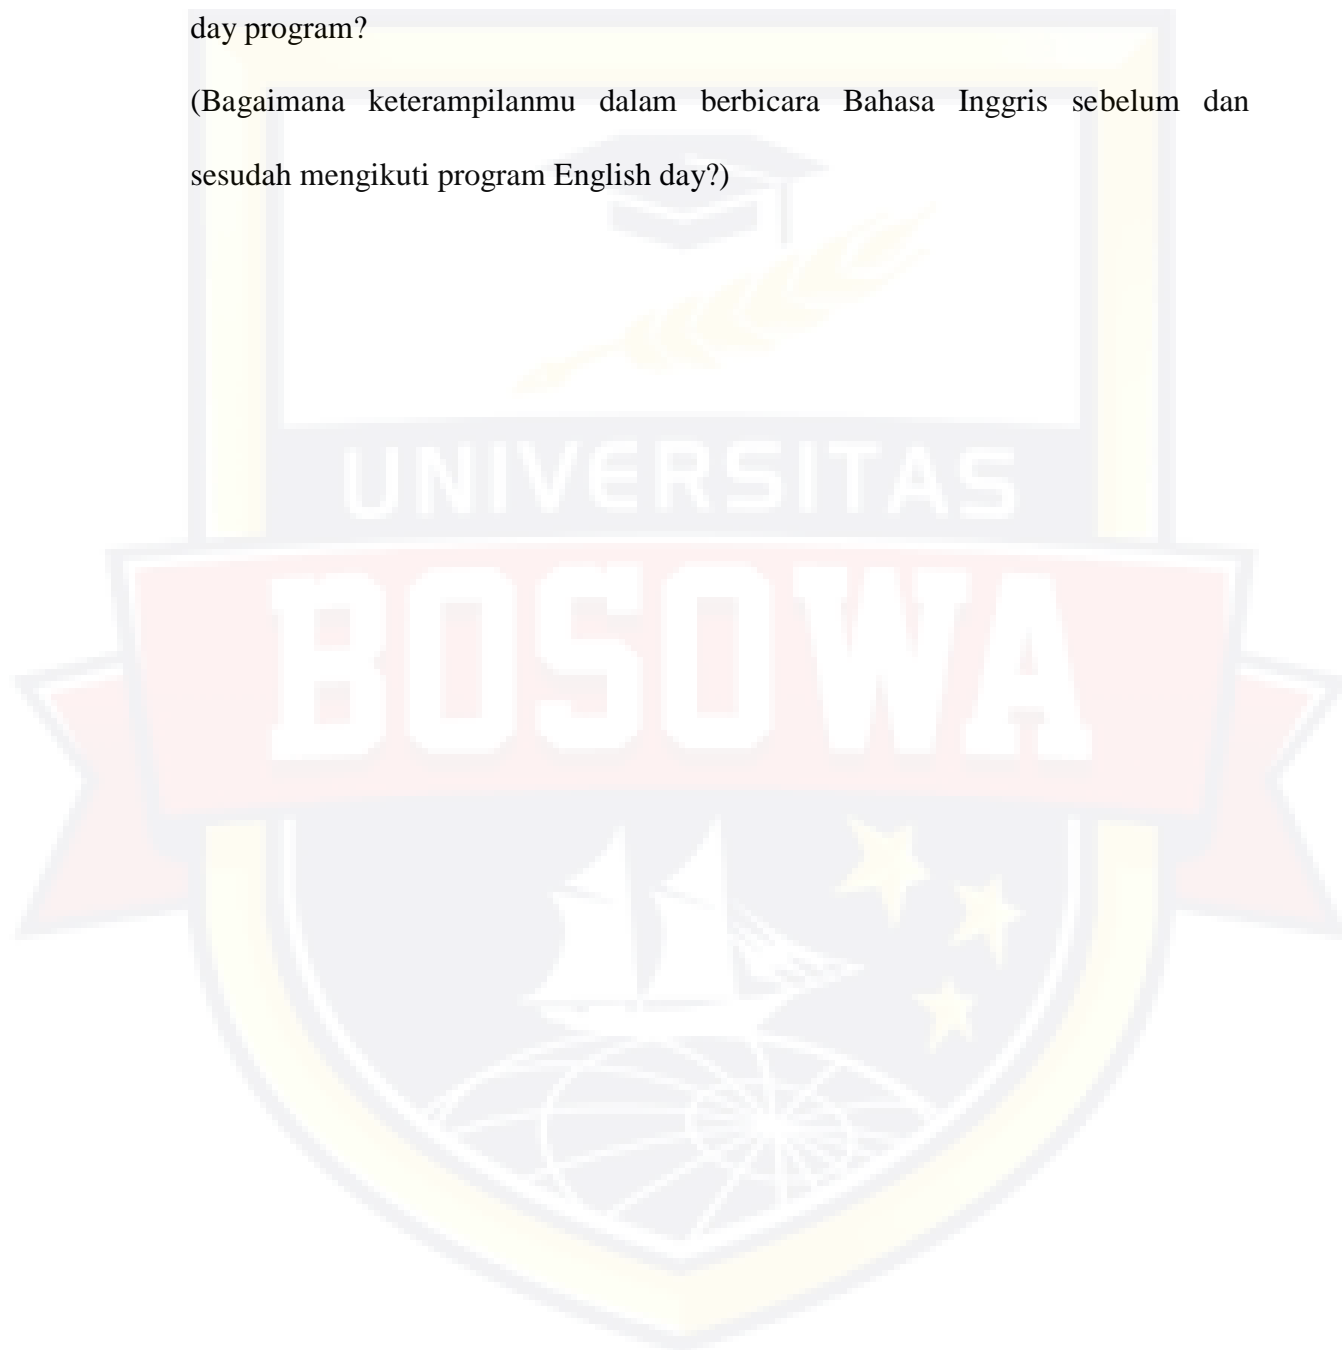 day program?
(Bagaimana keterampilanmu dalam berbicara Bahasa Inggris sebelum dan
sesudah mengikuti program English day?)
UNIVERSITAS
BOSOWA